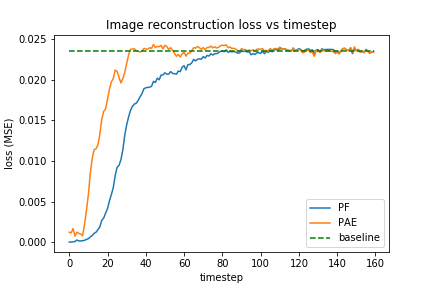 Image reconstruction loss vs timestep
loss (MSE)
0.025
0.020
0.015
0.010
0.005
0.000
0 20 40 60 80 100 120 140 160
timestep
PF
PAE
baseline